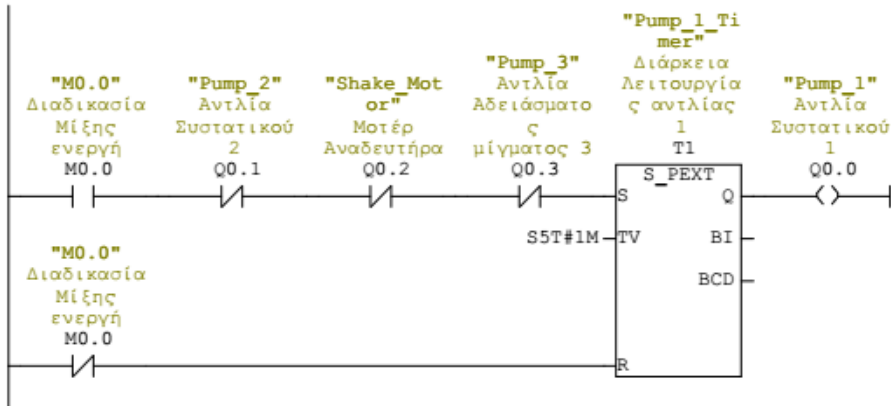 "Pump_1_Ti
mer"
Διάρκεια
Λειτουργία
ς αντλίας
1
T1
"M0.0"
Διαδικασία
Μίξης
ενεργή
M0.0
"Pump_2"
Αντλία
Συστατικού
2
Q0.1
"Shake_Mot
or"
Μοτέρ
Αναδευτήρα
Q0.2
"Pump_3"
Αντλία
Αδειάσματο
ς
μίγματος 3
Q0.3
"Pump_1"
Αντλία
Συστατικού
1
Q0.0
S_PEXT
S
Q
S5T#1M
TV
BI
BCD
"M0.0"
Διαδικασία
Μίξης
ενεργή
M0.0
R